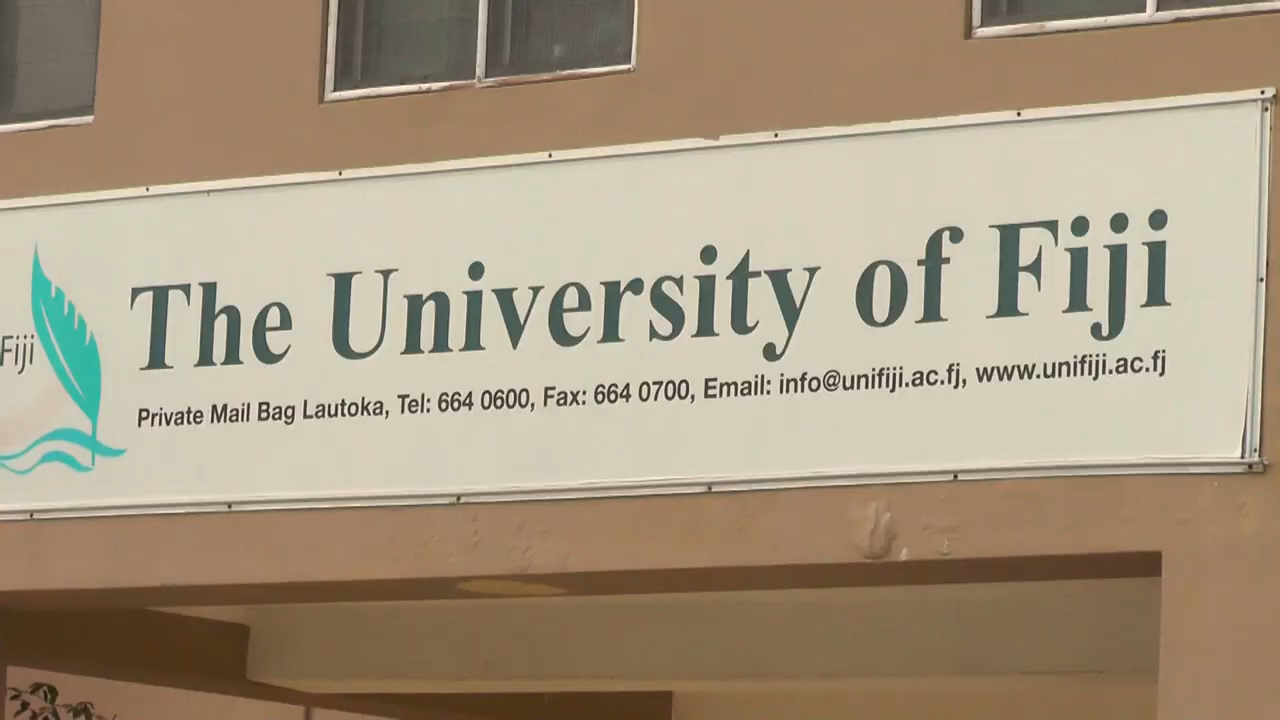 Fiji
The University of Fiji
Private Mail Bag Lautoka, Tel: 664 0600, Fax: 664 0700, Email: info@unifiji.ac.fj, www.unifiji.ac.fj